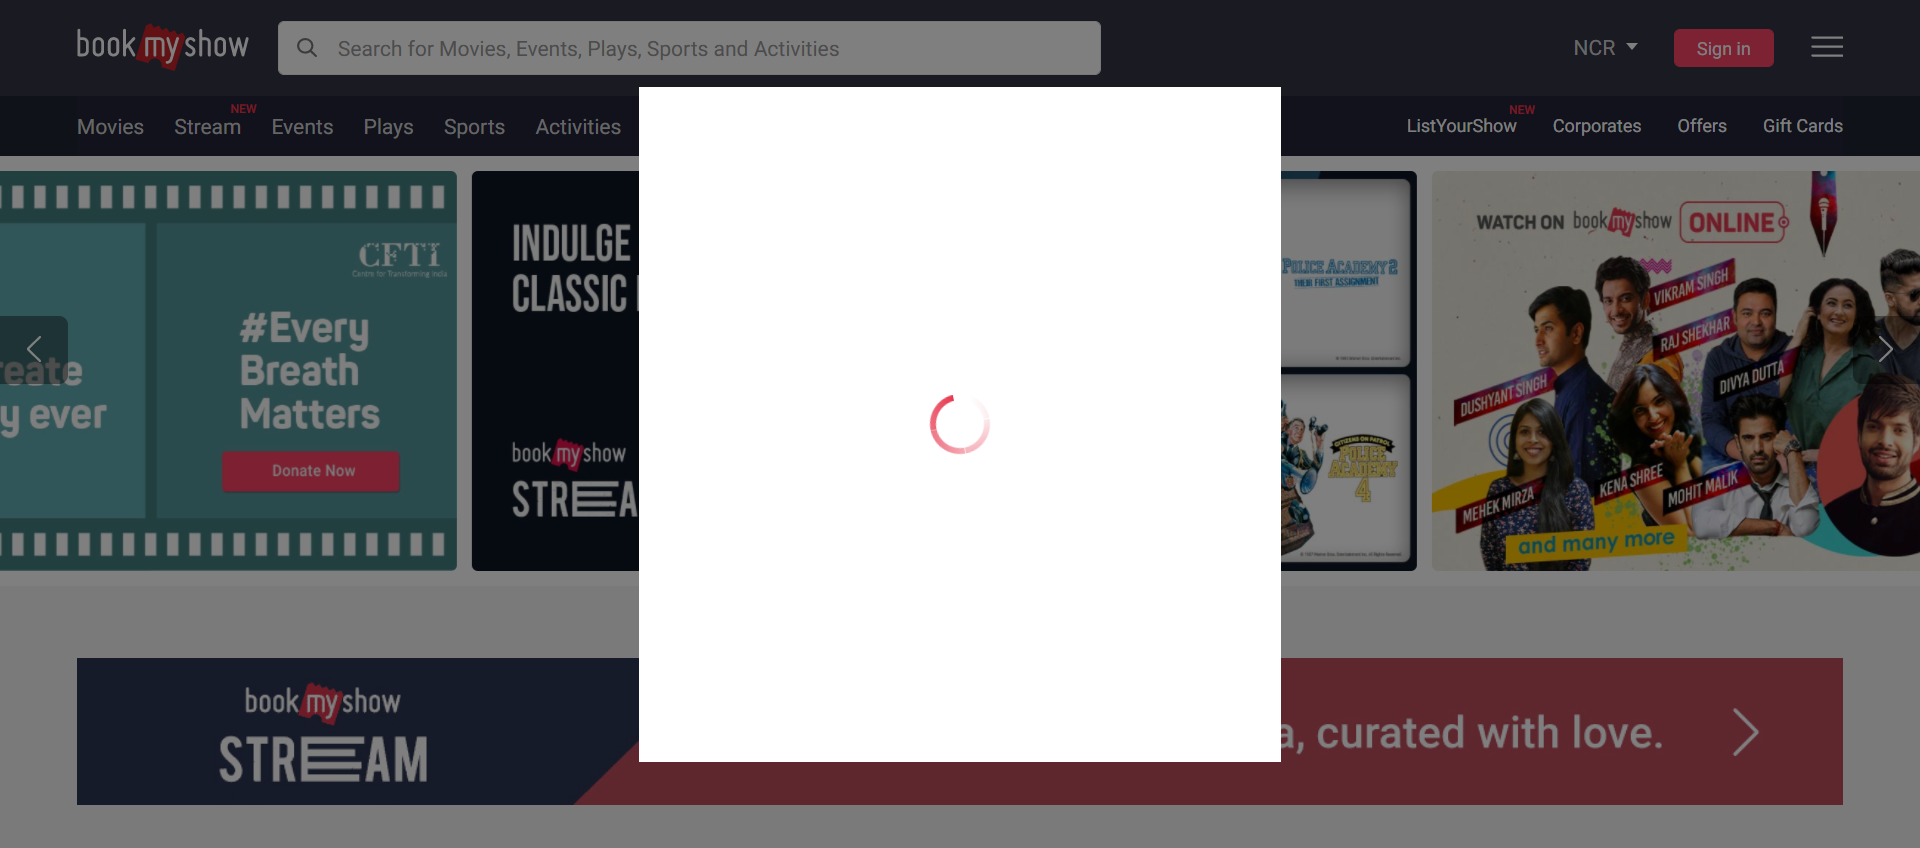 book my show
Search for Movies, Events, Plays, Sports and Activities
NCR
Sign in
Movies
Stream
NEW
Events
Plays
Sports
Activities
ListYourShow
NEW
Corporates
Offers
Gift Cards
eate
y ever
CFTI
Centre for Transforming India
#Every
Breath
Matters
Donate Now
INDULGE
CLASSIC
book my show
STREA
POLICE ACADEMY 2
THEIR FIRST ASSIGNMENT
CITIZENS ON PATROL
POLICE
ACADEMY
4
WATCH ON book my show ONLINE
VIKRAM SINGH
RAJ SHEKHAR
DIVYA DUTTA
DUSHYANT SINGH
KENA SHREE
MOHIT MALIK
MEHEK MIRZA
and many more
book my show
STREAM
a, curated with love.